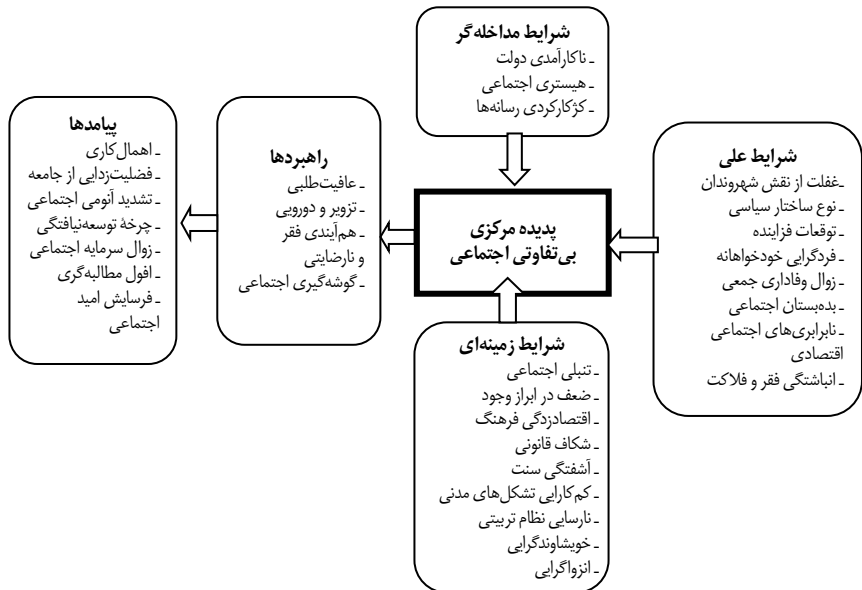 شرایط مداخله‌گر
ـ ناکارآمدی دولت
ـ هیستری اجتماعی
ـ کژکارکردی رسانه‌ها
شرایط علی
ـ غفلت از نقش شهروندان
ـ نوع ساختار سیاسی
ـ توقعات فزاینده
ـ فردگرایی خودخواهانه
ـ زوال وفاداری جمعی
ـ بده‌بستان اجتماعی
ـ نابرابری‌های اجتماعی
اقتصادی
ـ انباشتگی فقر و فلاکت
پدیده مرکزی
بی‌تفاوتی اجتماعی
شرایط زمینه‌ای
ـ تنبلی اجتماعی
ـ ضعف در ابراز وجود
ـ اقتصادزدگی فرهنگ
ـ شکاف قانونی
ـ آشفتگی سنت
ـ کم‌کارایی تشکل‌های مدنی
ـ نارسایی نظام تربیتی
ـ خویشاوندگرایی
ـ انزواگرایی
راهبردها
ـ عافیت‌طلبی
ـ تزویر و دورویی
ـ هم‌آیندی فقر
و نارضایتی
ـ گوشه‌گیری اجتماعی
پیامدها
ـ اهمال‌کاری
ـ فضلیت‌زدایی از جامعه
ـ تشدید آنومی اجتماعی
ـ چرخۀ توسعه‌نیافتگی
ـ زوال سرمایه اجتماعی
ـ افول مطالبه‌گری
ـ فرسایش امید
اجتماعی